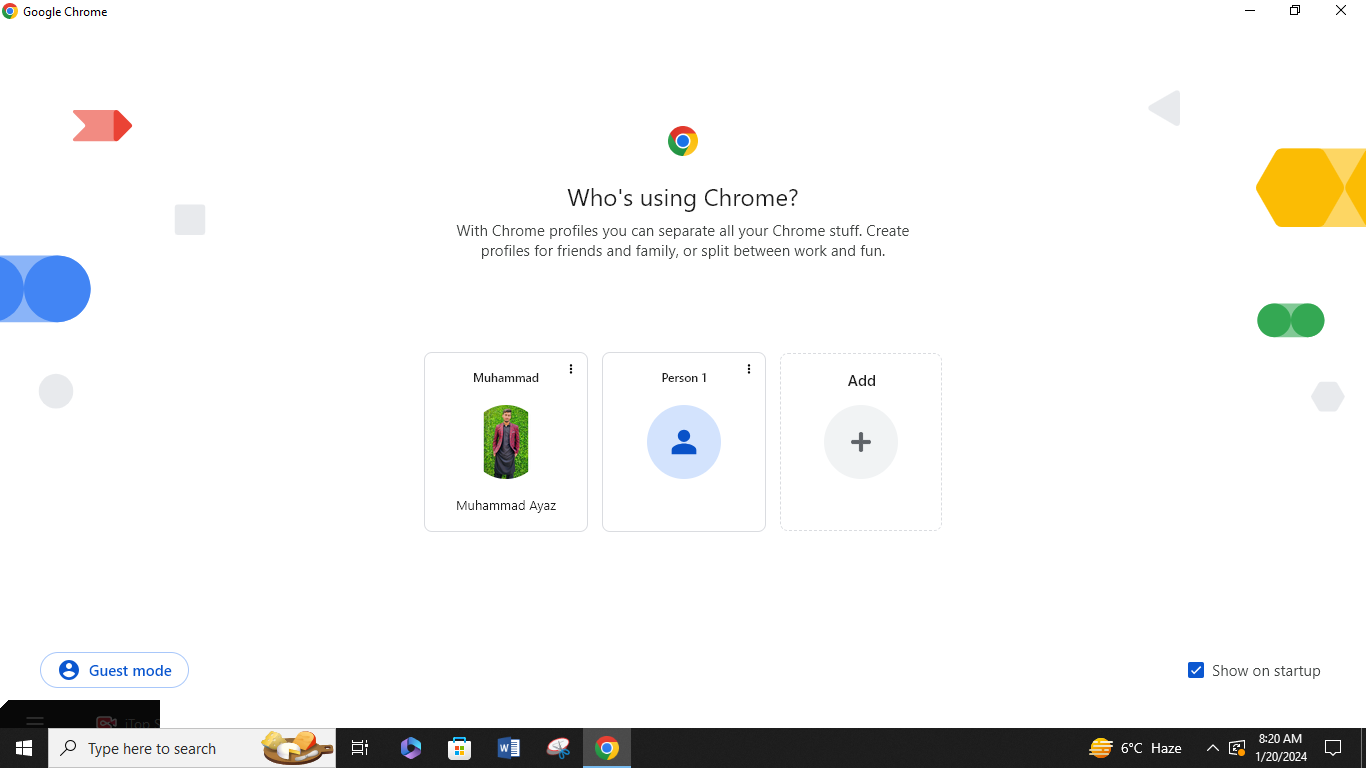 Google Chrome
Who's using Chrome?
With Chrome profiles you can separate all your Chrome stuff. Create
profiles for friends and family, or split between work and fun.
Muhammad
Muhammad Ayaz
Person 1
Add
Guest mode
Show on startup
iTop
Type here to search
6°C Haze
8:20 AM
1/20/2024